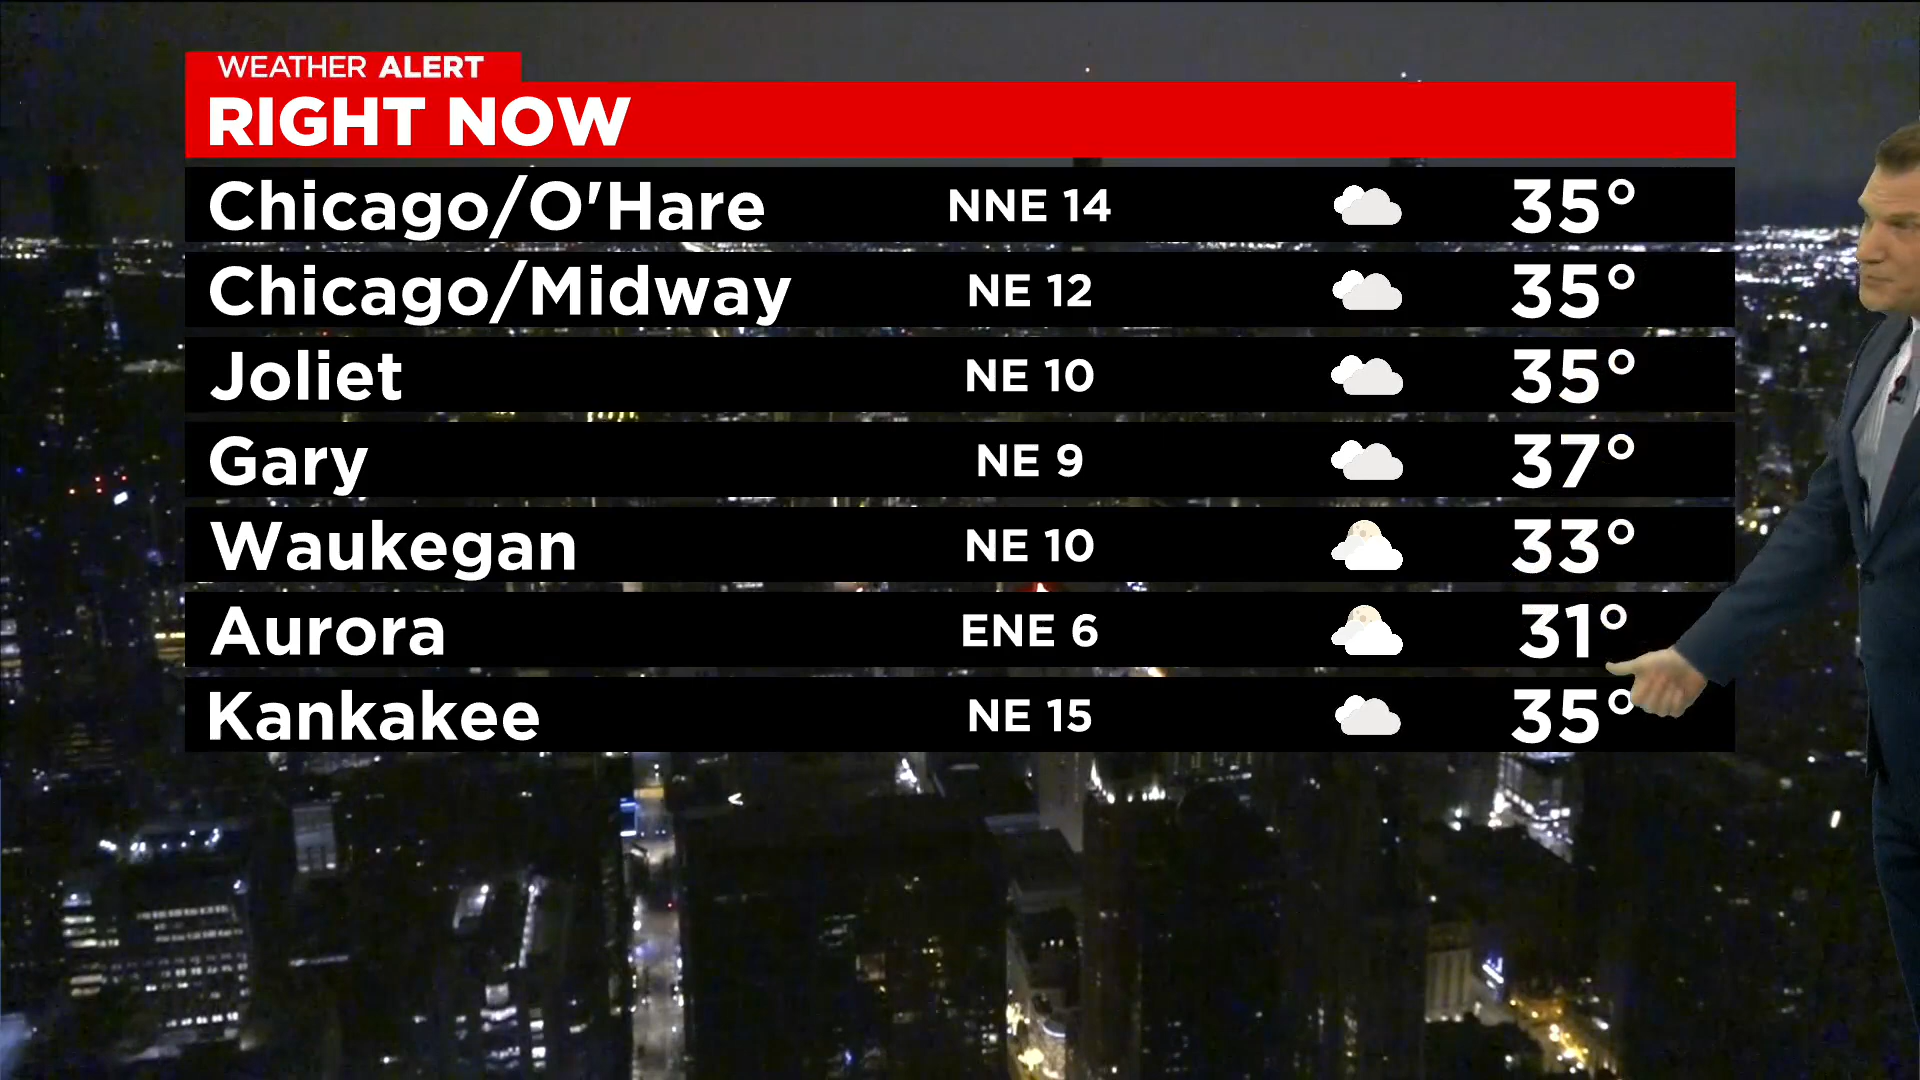 WEATHER ALERT
RIGHT NOW
Chicago/O'Hare NNE 14 35°
Chicago/Midway NE 12 35°
Joliet NE 10 35°
Gary NE 9 37°
Waukegan NE 10 33°
Aurora ENE 6 31°
Kankakee NE 15 35°